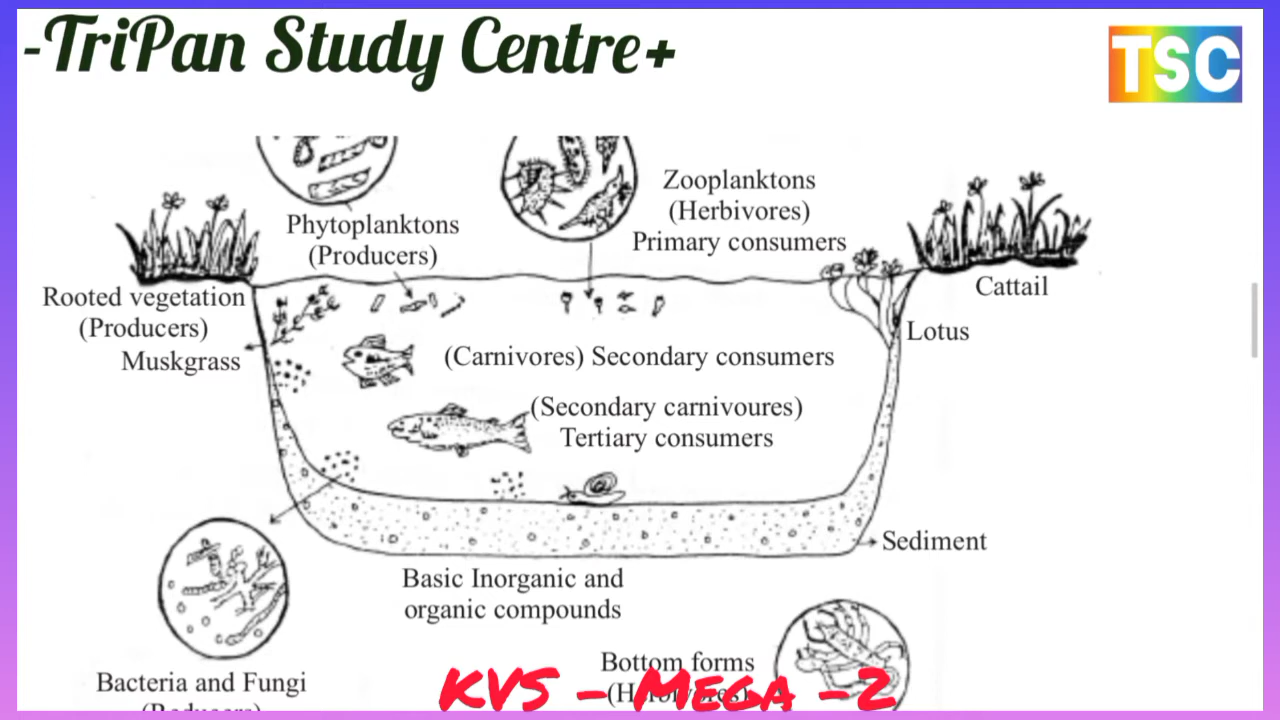 -TriPan Study Centre+
TSC
Zooplanktons
(Herbivores)
Primary consumers
Phytoplanktons
(Producers)
Cattail
Rooted vegetation
(Producers)
Muskgrass
Lotus
(Carnivores) Secondary consumers
(Secondary carnivoures)
Tertiary consumers
Sediment
Basic Inorganic and
organic compounds
Bottom forms
Bacteria and Fungi
KVS - Mega - 2